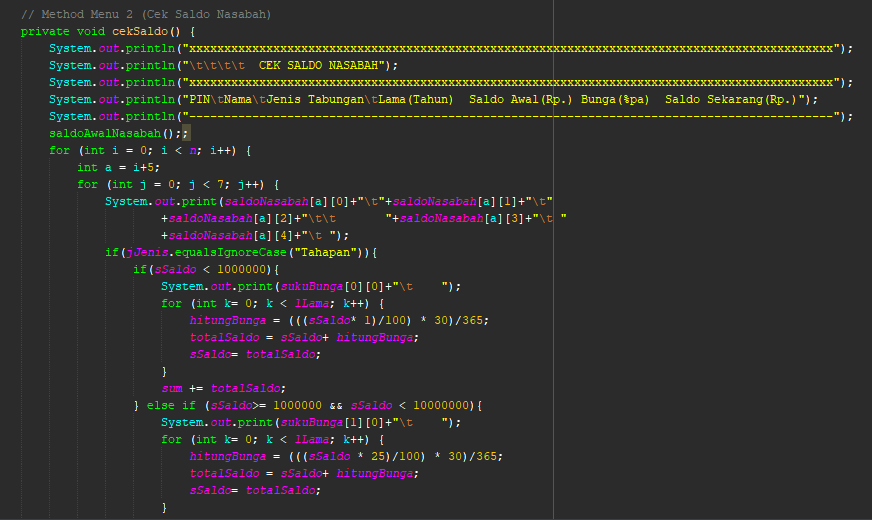 // Method Menu 2 (Cek Saldo Nasabah)
private void cekSaldo() {
System.out.println("xxxxxxxxxxxxxxxxxxxxxxxxxxxxxxxxxxxxxxxxxxxxxxxxxxxxxxxxxxxxxxxxxxxxxxxxxxxxxxxxxxxxxxxxxxxx");
System.out.println("\t\t\t\t  CEK SALDO NASABAH");
System.out.println("xxxxxxxxxxxxxxxxxxxxxxxxxxxxxxxxxxxxxxxxxxxxxxxxxxxxxxxxxxxxxxxxxxxxxxxxxxxxxxxxxxxxxxxxxxxx");
System.out.println("PIN\tNama\tJenis Tabungan\tLama(Tahun)  Saldo Awal(Rp.) Bunga(%pa)  Saldo Sekarang(Rp.)");
System.out.println("--------------------------------------------------------------------------------------------");
saldoAwalNasabah();;
for (int i = 0; i < n; i++) {
int a = i+5;
for (int j = 0; j < 7; j++) {
System.out.print(saldoNasabah[a][0]+"\t"+saldoNasabah[a][1]+"\t"
+saldoNasabah[a][2]+"\t\t       "+saldoNasabah[a][3]+"\t "
+saldoNasabah[a][4]+"\t ");
if(jJenis.equalsIgnoreCase("Tahapan")){
if(sSaldo < 1000000){
System.out.print(sukuBunga[0][0]+"\t    ");
for (int k= 0; k < lLama; k++) {
hitungBunga = (((sSaldo* 1)/100) * 30)/365;
totalSaldo = sSaldo+ hitungBunga;
sSaldo= totalSaldo;
}
sum += totalSaldo;
} else if (sSaldo>= 1000000 && sSaldo < 10000000){
System.out.print(sukuBunga[1][0]+"\t    ");
for (int k= 0; k < lLama; k++) {
hitungBunga = (((sSaldo * 25)/100) * 30)/365;
totalSaldo = sSaldo+ hitungBunga;
sSaldo= totalSaldo;
}